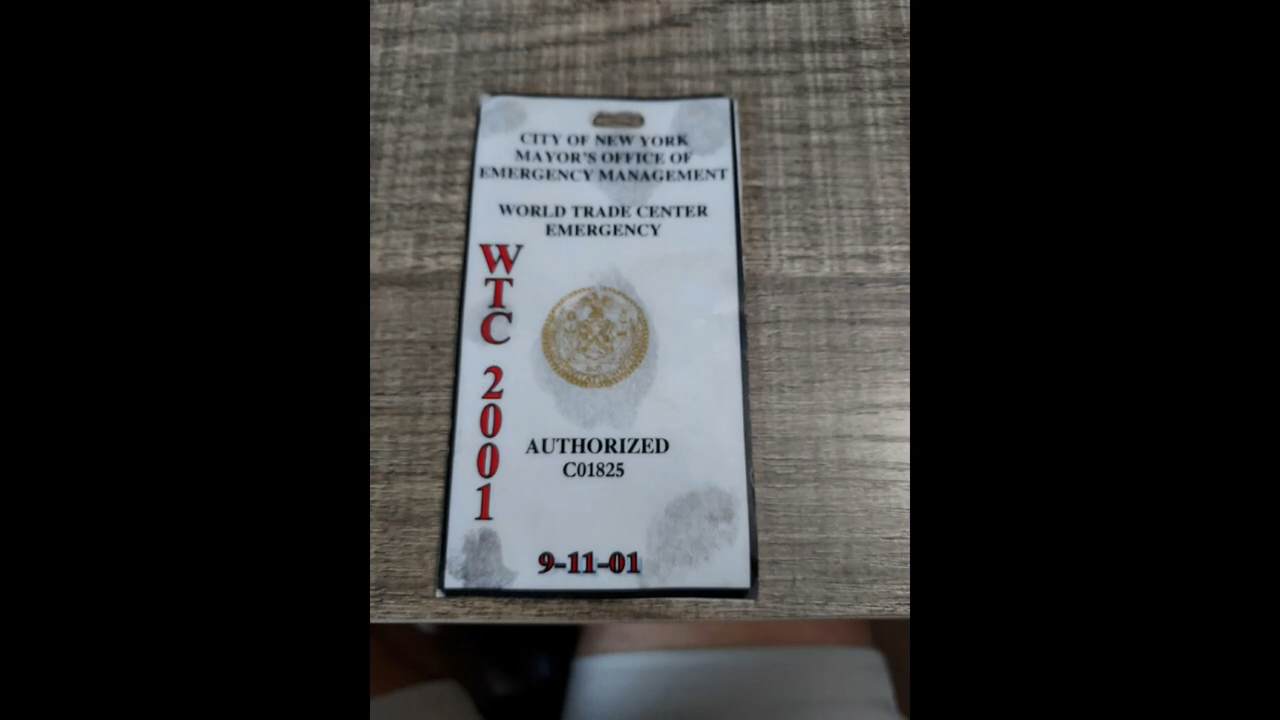 CITY OF NEW YORK
MAYOR'S OFFICE OF
EMERGENCY MANAGEMENT
WORLD TRADE CENTER
EMERGENCY
WTC 2001
AUTHORIZED
C01825
9-11-01